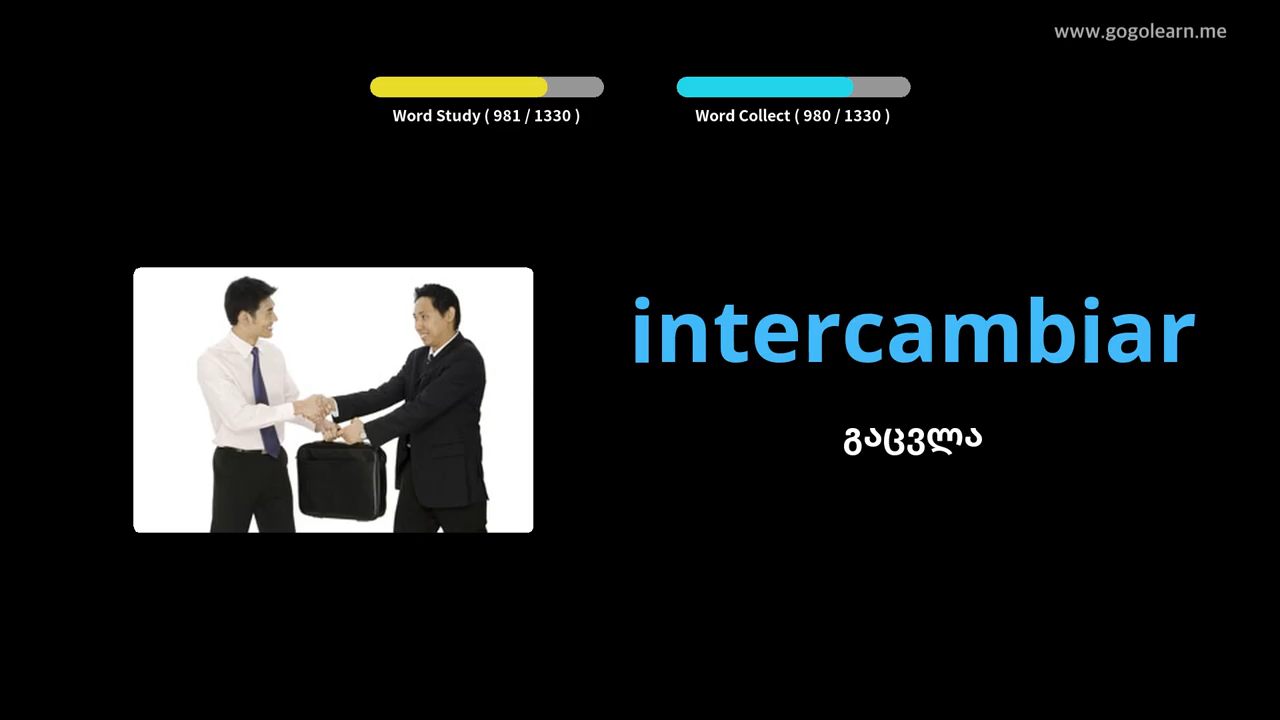 www.gogolearn.me
Word Study ( 981 / 1330 )
Word Collect ( 980 / 1330 )
intercambiar
გაცვლა